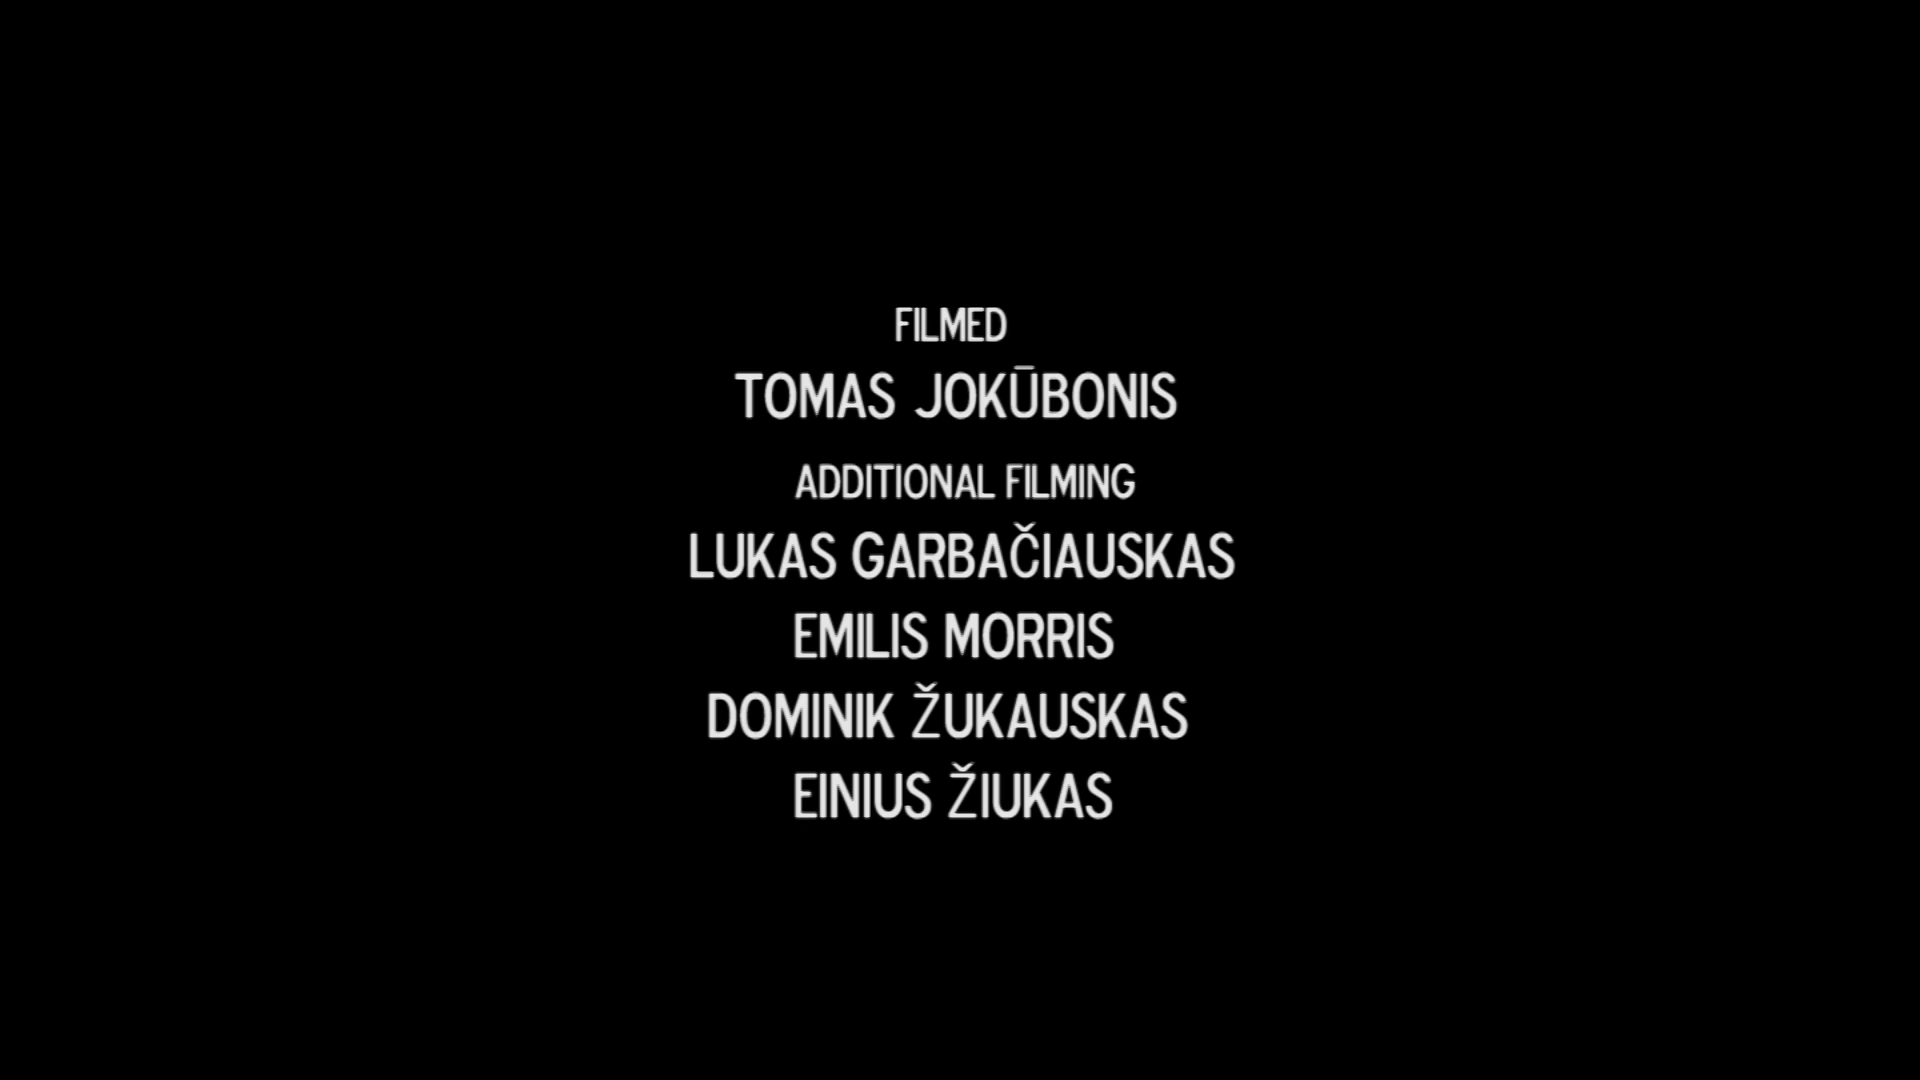 FILMED
TOMAS JOKŪBONIS
ADDITIONAL FILMING
LUKAS GARBAČIAUSKAS
EMILIS MORRIS
DOMINIK ŽUKAUSKAS
EINIUS ŽIUKAS